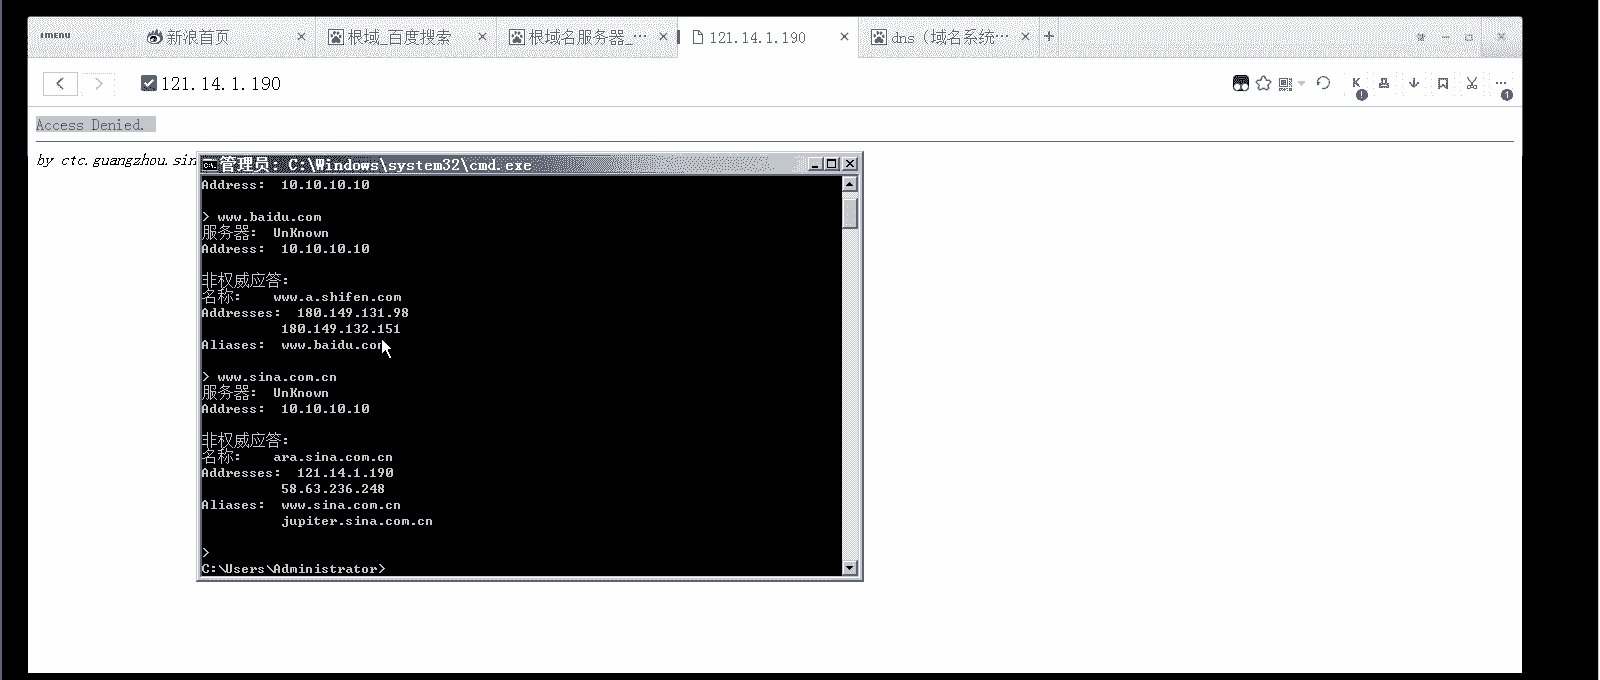 ≡MENU
新浪首页
根域_百度搜索
根域名服务器_…
121.14.1.190
dns（域名系统…
121.14.1.190
Access Denied.
by ctc.guangzhou.sin
管理员: C:\Windows\system32\cmd.exe
Address:  10.10.10.10
> www.baidu.com
服务器:  UnKnown
Address:  10.10.10.10
非权威应答:
名称:    www.a.shifen.com
Addresses:  180.149.131.98
180.149.132.151
Aliases:  www.baidu.com
> www.sina.com.cn
服务器:  UnKnown
Address:  10.10.10.10
非权威应答:
名称:    ara.sina.com.cn
Addresses:  121.14.1.190
58.63.236.248
Aliases:  www.sina.com.cn
jupiter.sina.com.cn
>
C:\Users\Administrator>